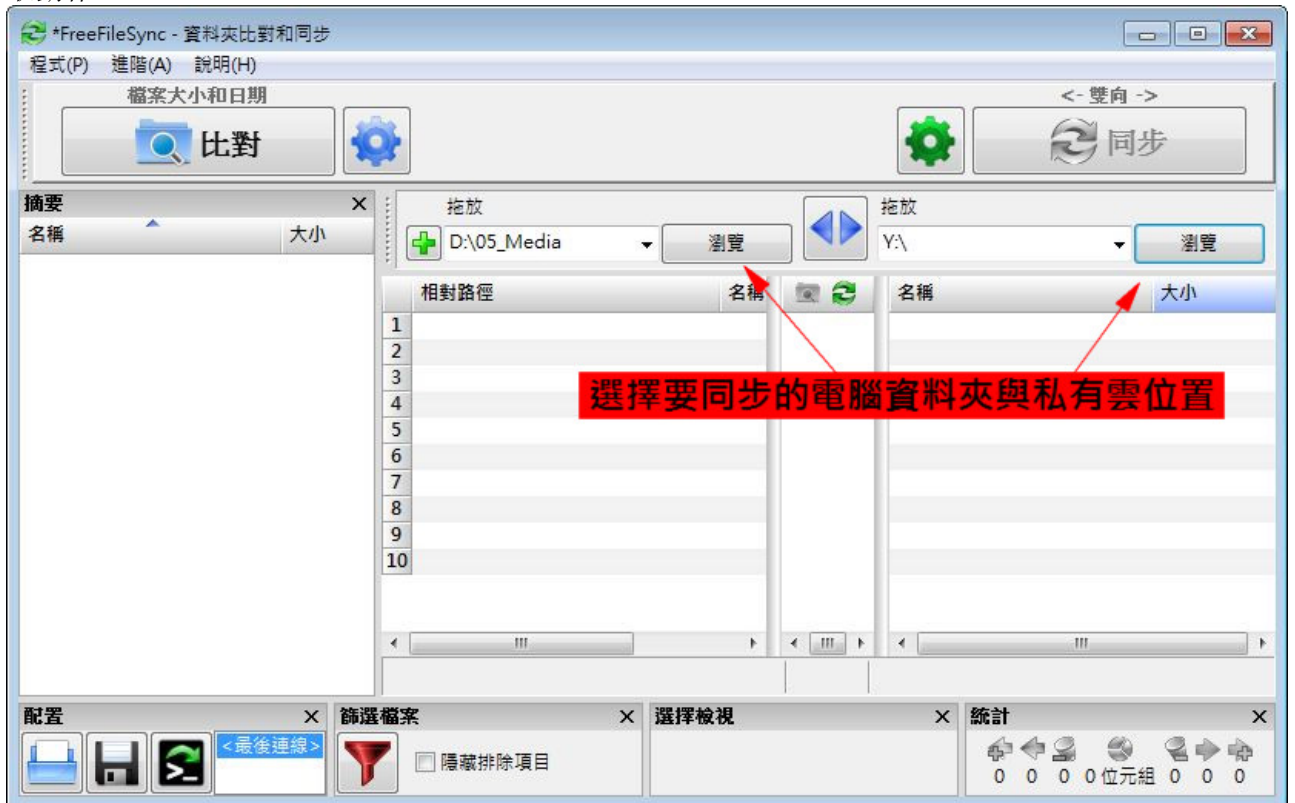 *FreeFileSync - 資料夾比對和同步
程式(P) 進階(A) 說明(H)
檔案大小和日期
<- 雙向 ->
比對
同步
摘要
拖放
拖放
名稱 大小
D:\05_Media
瀏覽
Y:\
瀏覽
相對路徑 名稱
名稱 大小
1
2
3
選擇要同步的電腦資料夾與私有雲位置
4
5
6
7
8
9
10
配置
篩選檔案
選擇檢視
統計
<最後連線>
隱藏排除項目
0 0 0 0位元組 0 0 0